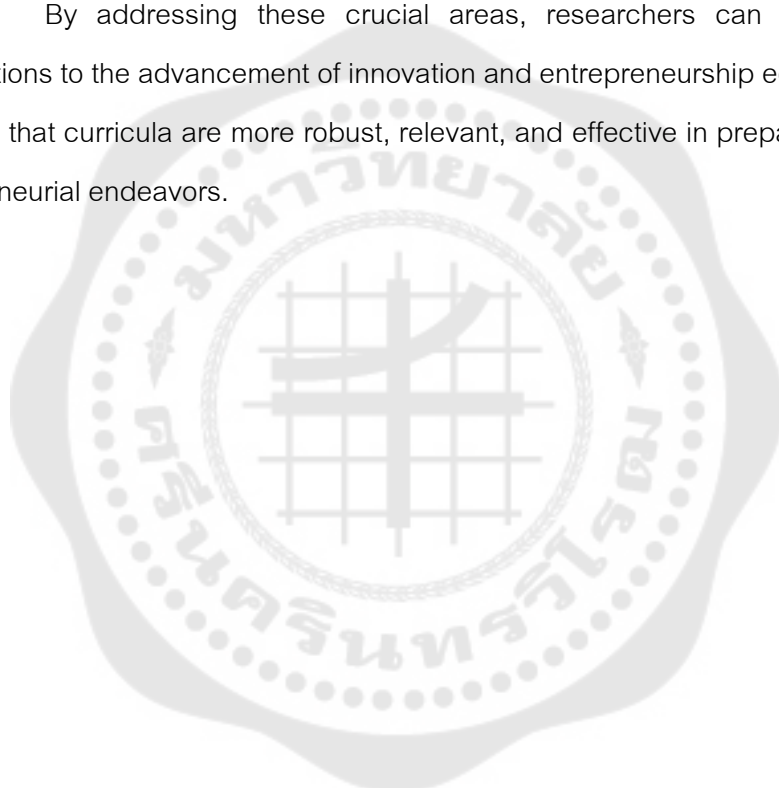 By addressing these crucial areas, researchers can
tions to the advancement of innovation and entrepreneurship e
that curricula are more robust, relevant, and effective in prepa
neurial endeavors.
มหาวิทยาลัย
ศรีนครินทรวิโรฒ